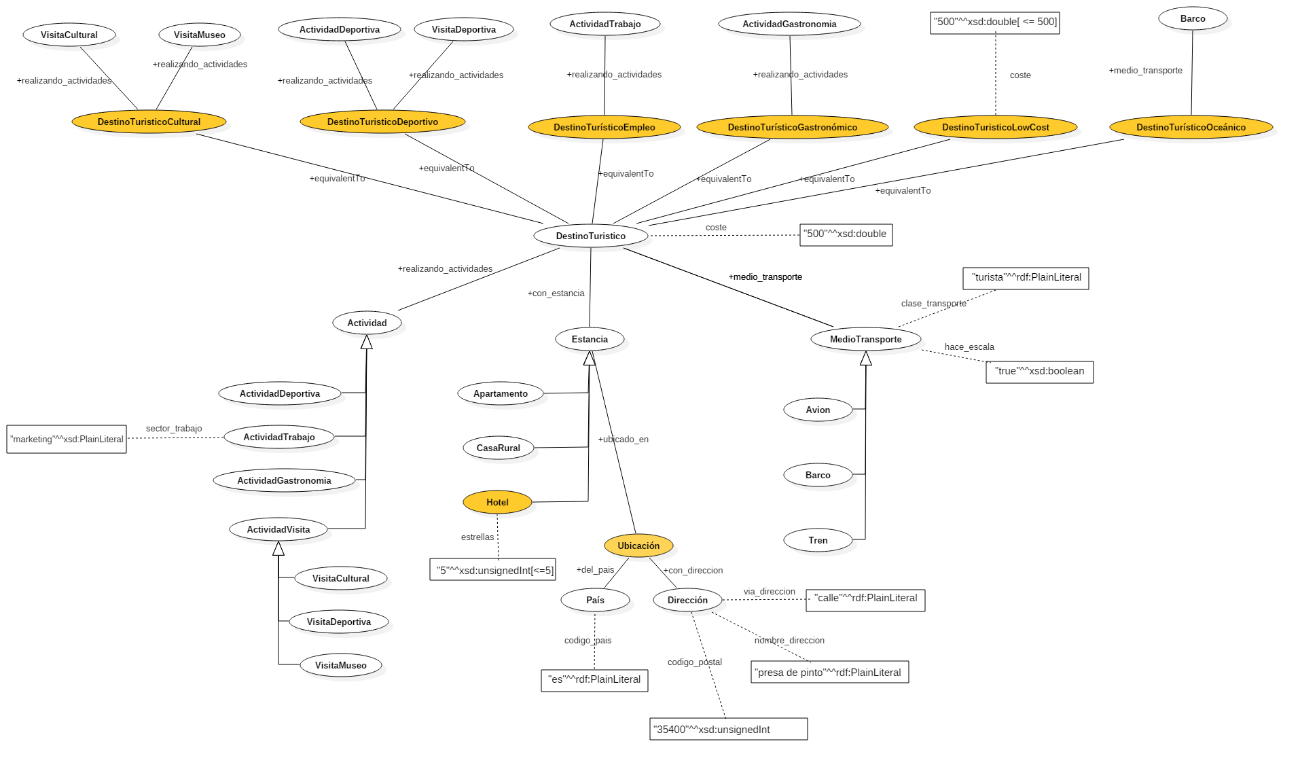 VisitaCultural
VisitaMuseo
ActividadDeportiva
VisitaDeportiva
ActividadTrabajo
ActividadGastronomia
"500"^^xsd:double[ <= 500]
Barco
+realizando_actividades
+realizando_actividades
+realizando_actividades
+realizando_actividades
+realizando_actividades
+realizando_actividades
coste
+medio_transporte
DestinoTuristicoCultural
DestinoTuristicoDeportivo
DestinoTurísticoEmpleo
DestinoTurísticoGastronómico
DestinoTuristicoLowCost
DestinoTurísticoOceánico
+equivalentTo
+equivalentTo
+equivalentTo
+equivalentTo
+equivalentTo
+equivalentTo
DestinoTuristico
coste
"500"^^xsd:double
+realizando_actividades
+con_estancia
+medio_transporte
"turista"^^rdf:PlainLiteral
clase_transporte
Actividad
Estancia
MedioTransporte
hace_escala
"true"^^xsd:boolean
ActividadDeportiva
Apartamento
Avion
"marketing"^^xsd:PlainLiteral
sector_trabajo
ActividadTrabajo
CasaRural
+ubicado_en
Barco
ActividadGastronomia
Hotel
ActividadVisita
estrellas
Ubicación
Tren
"5"^^xsd:unsignedInt[<=5]
+del_pais
+con_direccion
VisitaCultural
País
Dirección
via_direccion
"calle"^^rdf:PlainLiteral
VisitaDeportiva
codigo_pais
nombre_direccion
VisitaMuseo
codigo_postal
"es"^^rdf:PlainLiteral
"presa de pinto"^^rdf:PlainLiteral
"35400"^^xsd:unsignedInt